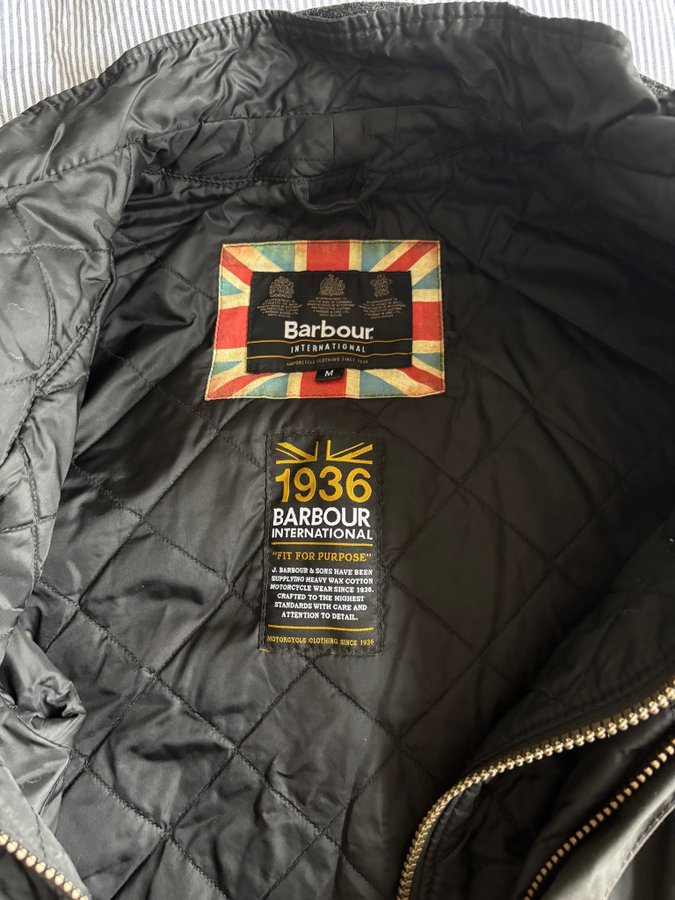 Barbour
INTERNATIONAL
MOTORCYCLE CLOTHING SINCE 1936
M
1936
BARBOUR
INTERNATIONAL
"FIT FOR PURPOSE"
J. BARBOUR & SONS HAVE BEEN
SUPPLYING HEAVY WAX COTTON
MOTORCYCLE WEAR SINCE 1936.
CRAFTED TO THE HIGHEST
STANDARDS WITH CARE AND
ATTENTION TO DETAIL.
MOTORCYCLE CLOTHING SINCE 1936